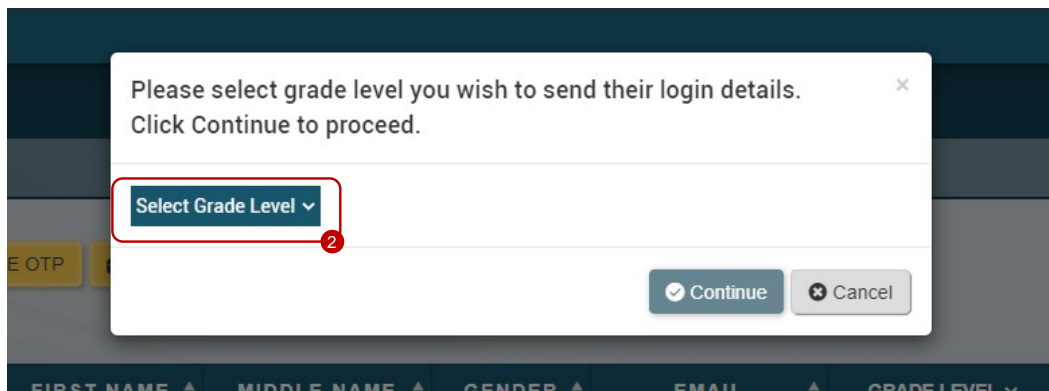 Please select grade level you wish to send their login details. ×
Click Continue to proceed.
Select Grade Level
2
E OTP
Continue Cancel
FIRST NAME MIDDLE NAME GENDER EMAIL GRADE LEVEL